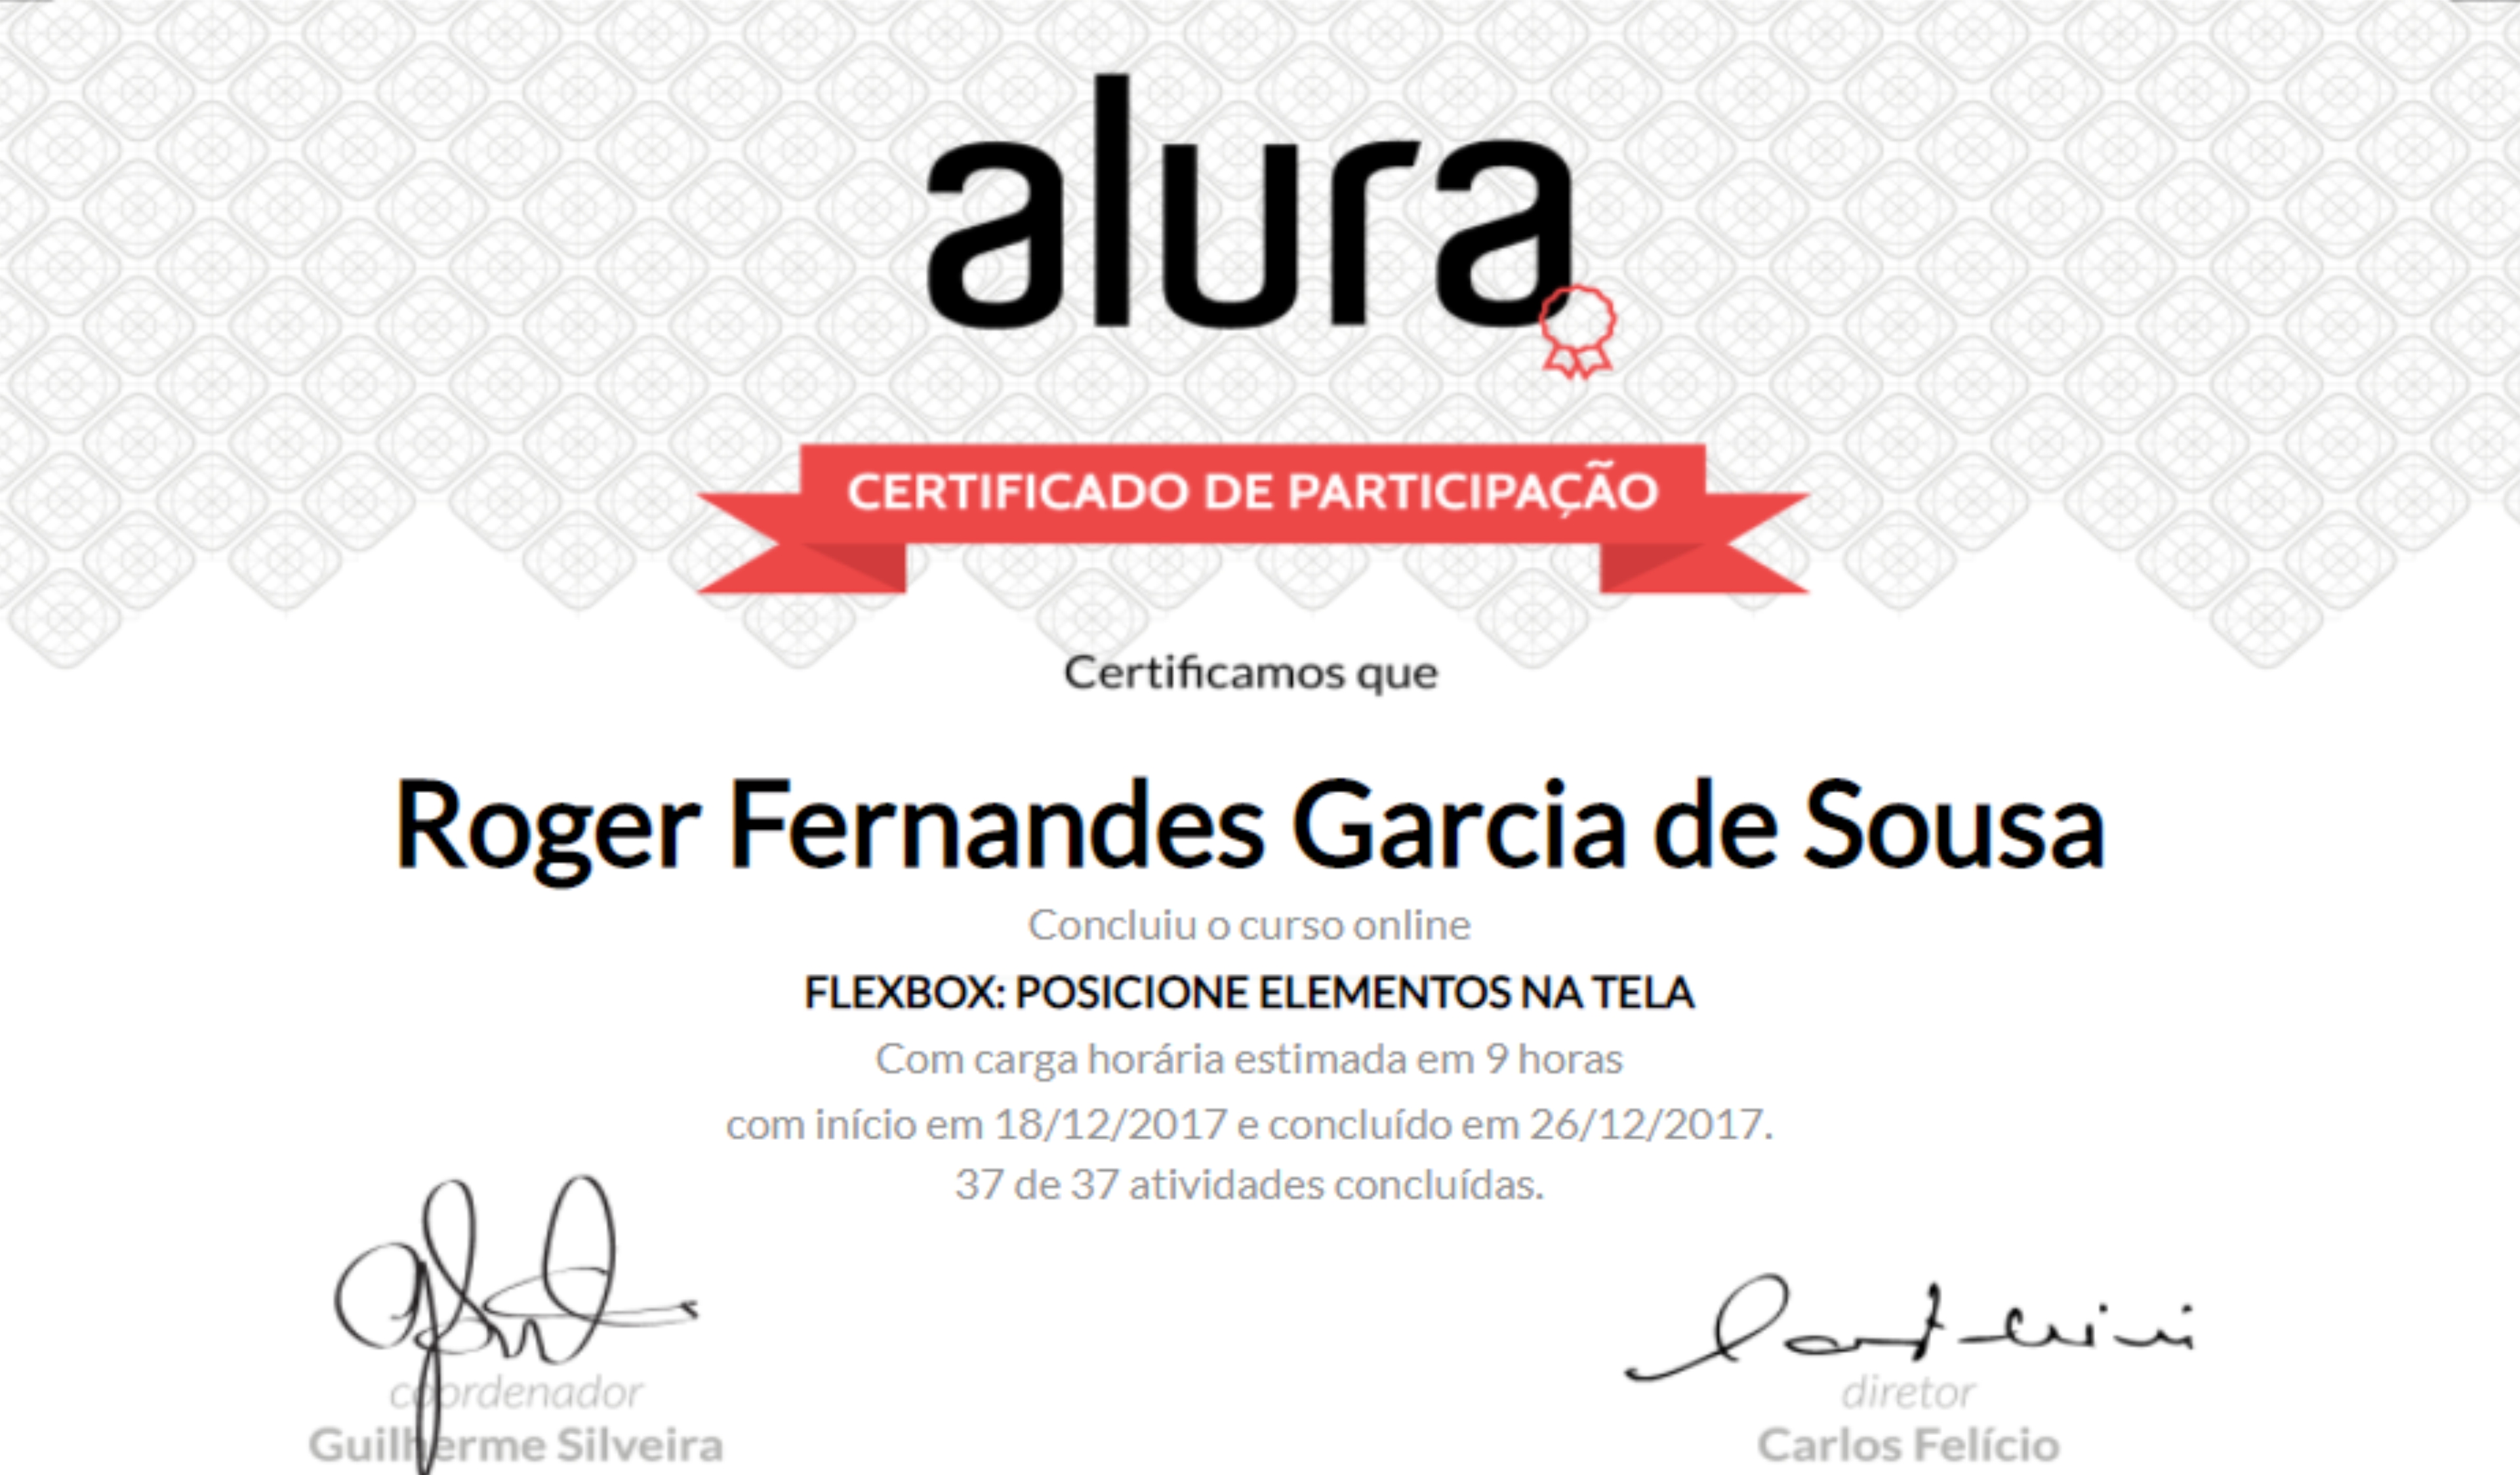 alura
CERTIFICADO DE PARTICIPAÇÃO
Certificamos que
Roger Fernandes Garcia de Sousa
Concluiu o curso online
FLEXBOX: POSICIONE ELEMENTOS NA TELA
Com carga horária estimada em 9 horas
com início em 18/12/2017 e concluído em 26/12/2017.
37 de 37 atividades concluídas.
coordenador
Guilherme Silveira
diretor
Carlos Felício